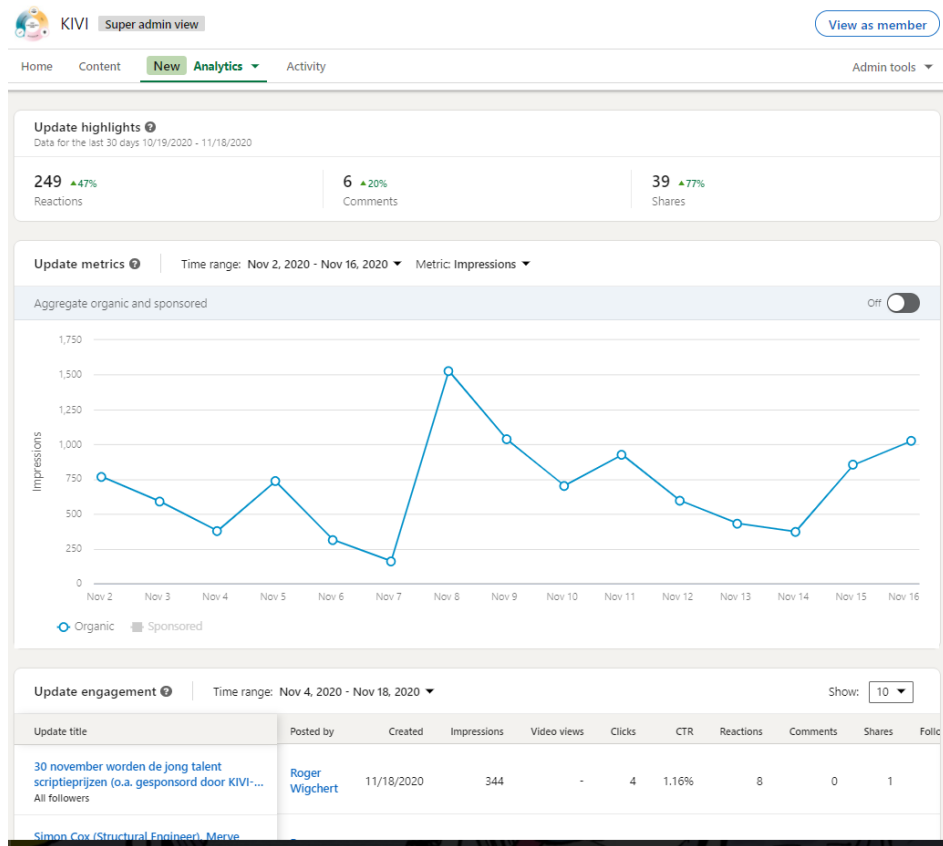 KIVI Super admin view View as member
Home Content New Analytics Activity Admin tools
Update highlights
Data for the last 30 days 10/19/2020 - 11/18/2020
249 47% 6 20% 39 77%
Reactions Comments Shares
Update metrics Time range: Nov 2, 2020 - Nov 16, 2020 Metric: Impressions
Aggregate organic and sponsored Off
1,750
1,500
1,250
1,000
750
500
250
0
Impressions
Nov 2 Nov 3 Nov 4 Nov 5 Nov 6 Nov 7 Nov 8 Nov 9 Nov 10 Nov 11 Nov 12 Nov 13 Nov 14 Nov 15 Nov 16
Organic Sponsored
Update engagement Time range: Nov 4, 2020 - Nov 18, 2020 Show: 10
Update title Posted by Created Impressions Video views Clicks CTR Reactions Comments Shares Follo
30 november worden de jong talent
scriptieprijzen (o.a. gesponsord door KIVI-...
All followers
Roger
Wigchert
11/18/2020 344 - 4 1.16% 8 0 1
Simon Cox (Structural Engineer), Merve